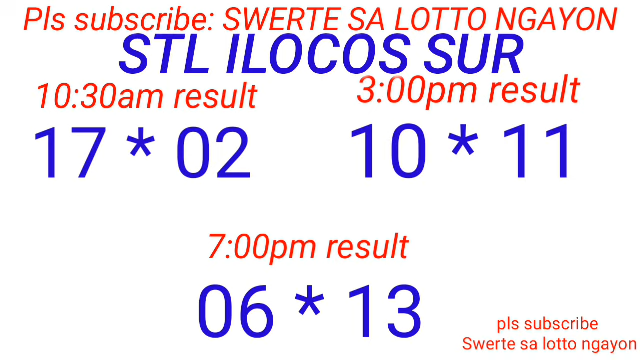 Pls subscribe: SWERTE SA LOTTO NGAYON
STL ILOCOS SUR
10:30am result
17 * 02
3:00pm result
10 * 11
7:00pm result
06 * 13
pls subscribe
Swerte sa lotto ngayon